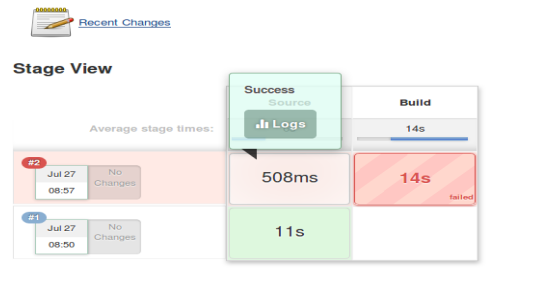 Recent Changes
Stage View
Success
Source
Build
Logs
Average stage times:
14s
#2
Jul 27
08:57
No
Changes
508ms
14s
failed
#1
Jul 27
08:50
No
Changes
11s